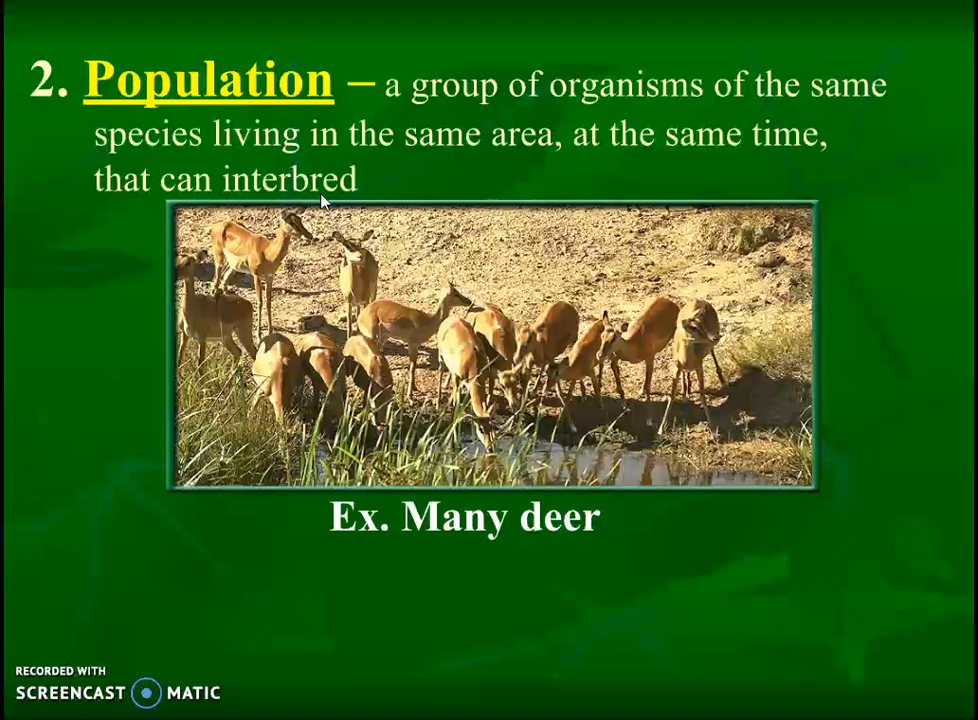 2. Population – a group of organisms of the same
species living in the same area, at the same time,
that can interbred
Ex. Many deer
RECORDED WITH
SCREENCAST MATIC